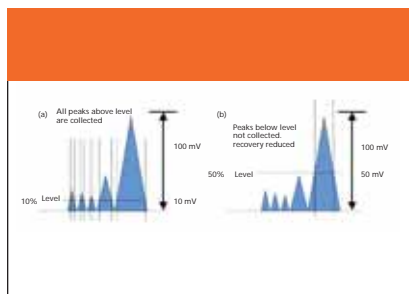 (a) All peaks above level
are collected
100 mV
10% Level
10 mV
(b)
Peaks below level
not collected.
recovery reduced
100 mV
50% Level
50 mV